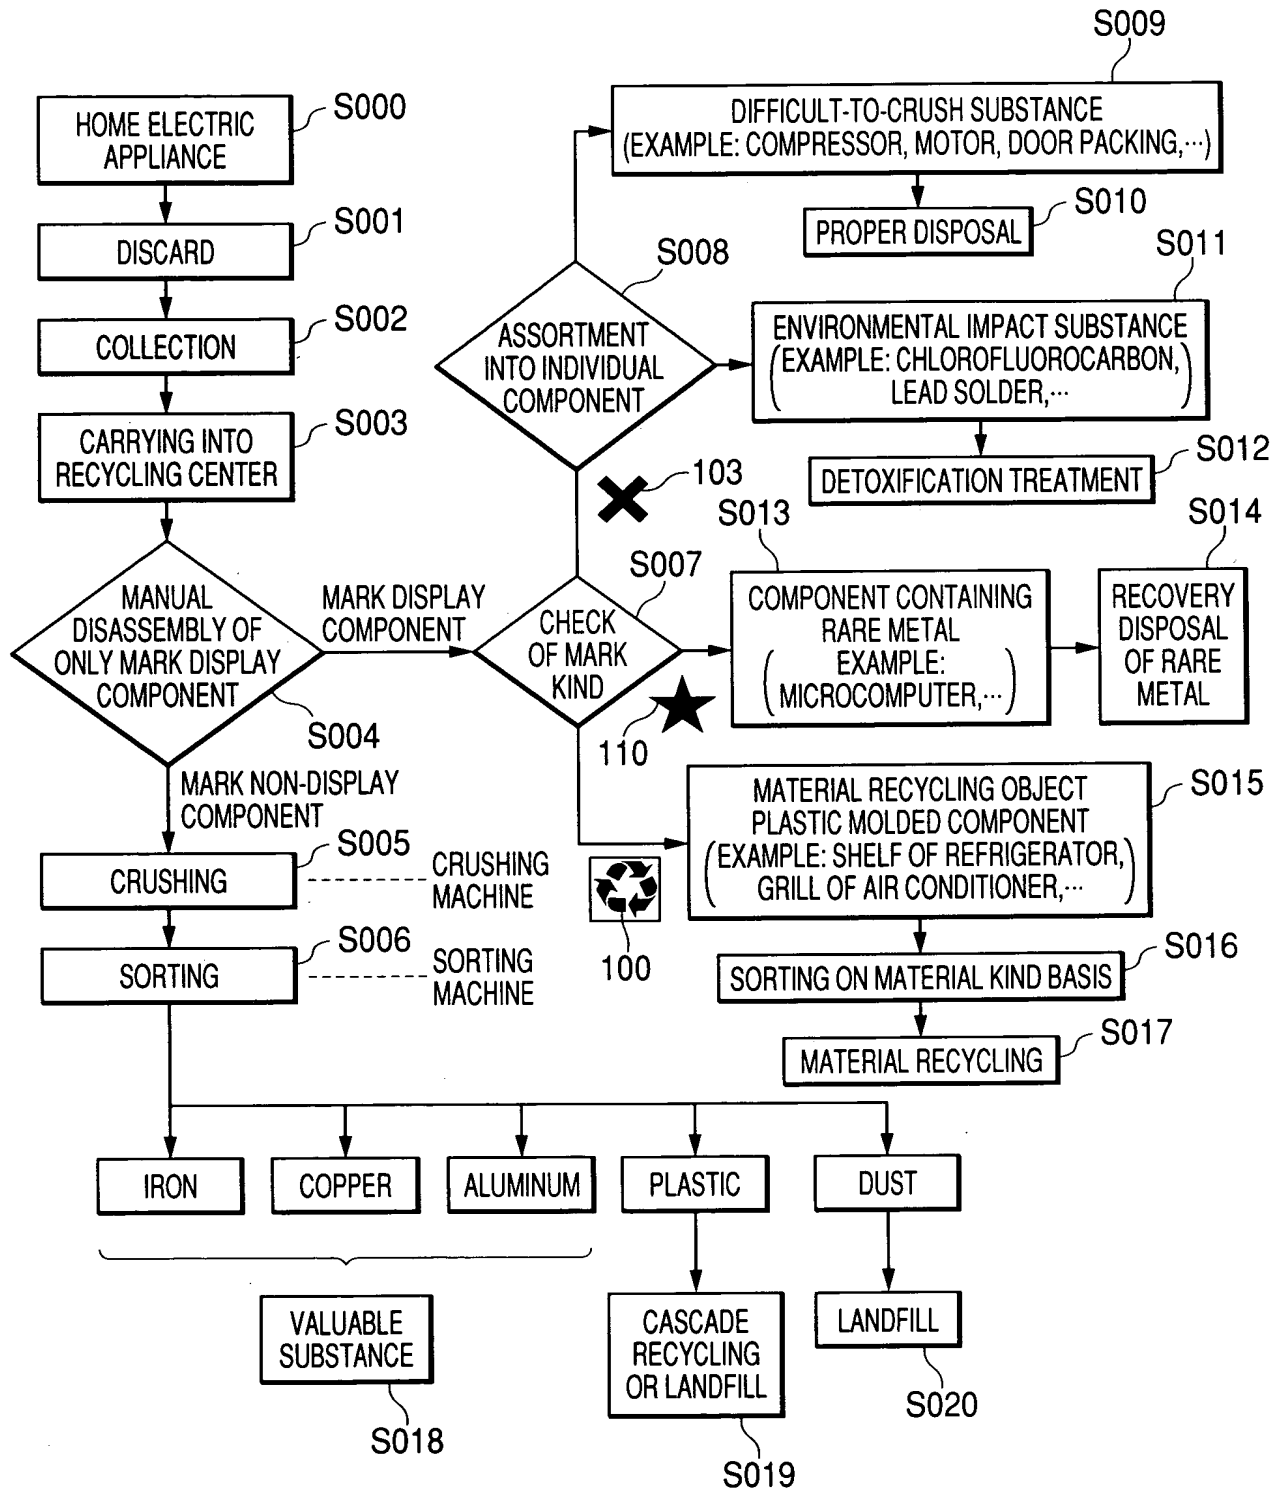 S000
HOME ELECTRIC
APPLIANCE
S001
DISCARD
S002
COLLECTION
S003
CARRYING INTO
RECYCLING CENTER
MANUAL
DISASSEMBLY OF
ONLY MARK DISPLAY
COMPONENT
S004
MARK DISPLAY
COMPONENT
MARK NON-DISPLAY
COMPONENT
S005
CRUSHING
CRUSHING
MACHINE
S006
SORTING
SORTING
MACHINE
S007
CHECK
OF MARK
KIND
103
S008
ASSORTMENT
INTO INDIVIDUAL
COMPONENT
S009
DIFFICULT-TO-CRUSH SUBSTANCE
(EXAMPLE: COMPRESSOR, MOTOR, DOOR PACKING,···)
S010
PROPER DISPOSAL
S011
ENVIRONMENTAL IMPACT SUBSTANCE
(EXAMPLE: CHLOROFLUOROCARBON,
LEAD SOLDER,···)
S012
DETOXIFICATION TREATMENT
S013
COMPONENT CONTAINING
RARE METAL
(EXAMPLE:
MICROCOMPUTER,···)
S014
RECOVERY
DISPOSAL
OF RARE
METAL
110
S015
MATERIAL RECYCLING OBJECT
PLASTIC MOLDED COMPONENT
(EXAMPLE: SHELF OF REFRIGERATOR,
GRILL OF AIR CONDITIONER,···)
100
S016
SORTING ON MATERIAL KIND BASIS
S017
MATERIAL RECYCLING
IRON
COPPER
ALUMINUM
PLASTIC
DUST
VALUABLE
SUBSTANCE
S018
CASCADE
RECYCLING
OR LANDFILL
S019
LANDFILL
S020